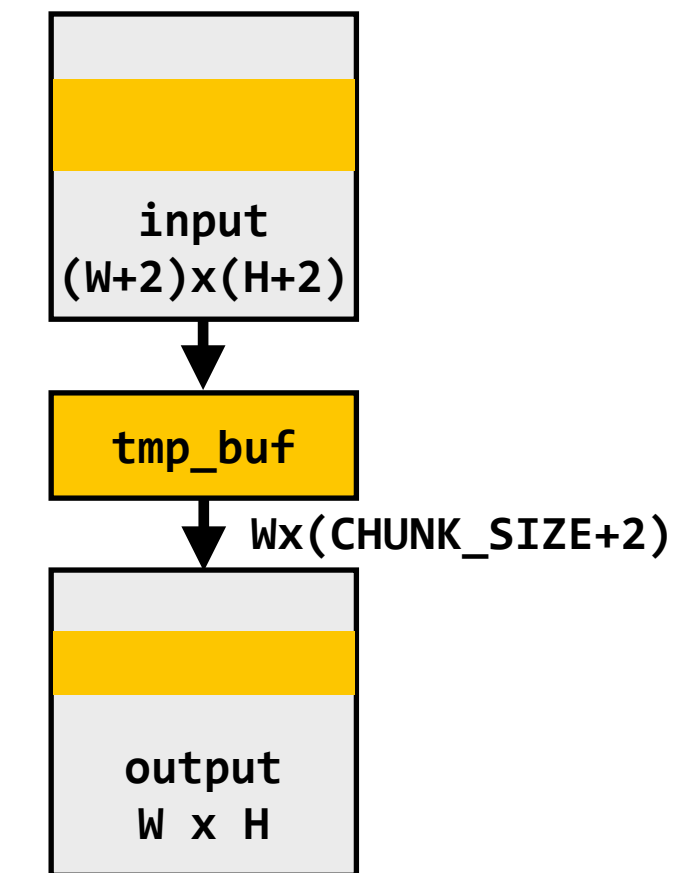 input
(W+2)x(H+2)
tmp_buf
Wx(CHUNK_SIZE+2)
output
W x H